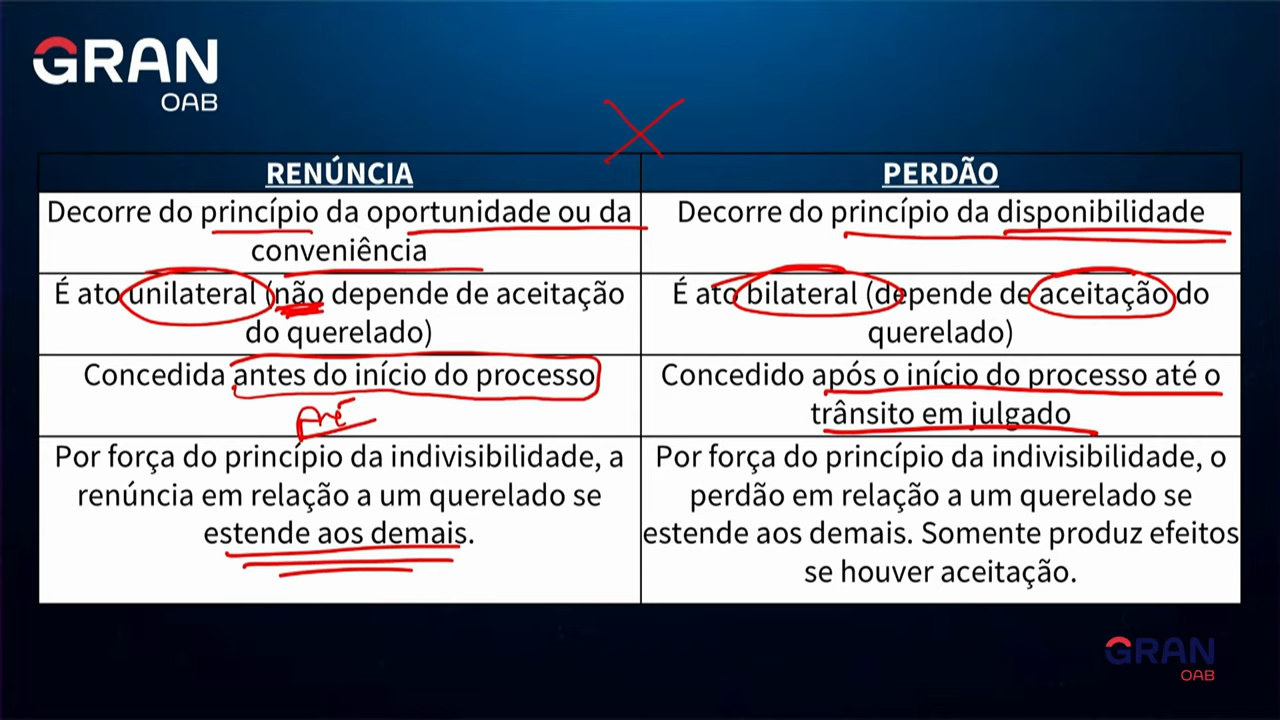 GRAN
OAB
RENÚNCIA
PERDÃO
Decorre do princípio da oportunidade ou da
conveniência
Decorre do princípio da disponibilidade
É ato unilateral (não depende de aceitação
do querelado)
É ato bilateral (depende de aceitação do
querelado)
Concedida antes do início do processo
Pré
Concedido após o início do processo até o
trânsito em julgado
Por força do princípio da indivisibilidade, a
renúncia em relação a um querelado se
estende aos demais.
Por força do princípio da indivisibilidade, o
perdão em relação a um querelado se
estende aos demais. Somente produz efeitos
se houver aceitação.
GRAN
OAB